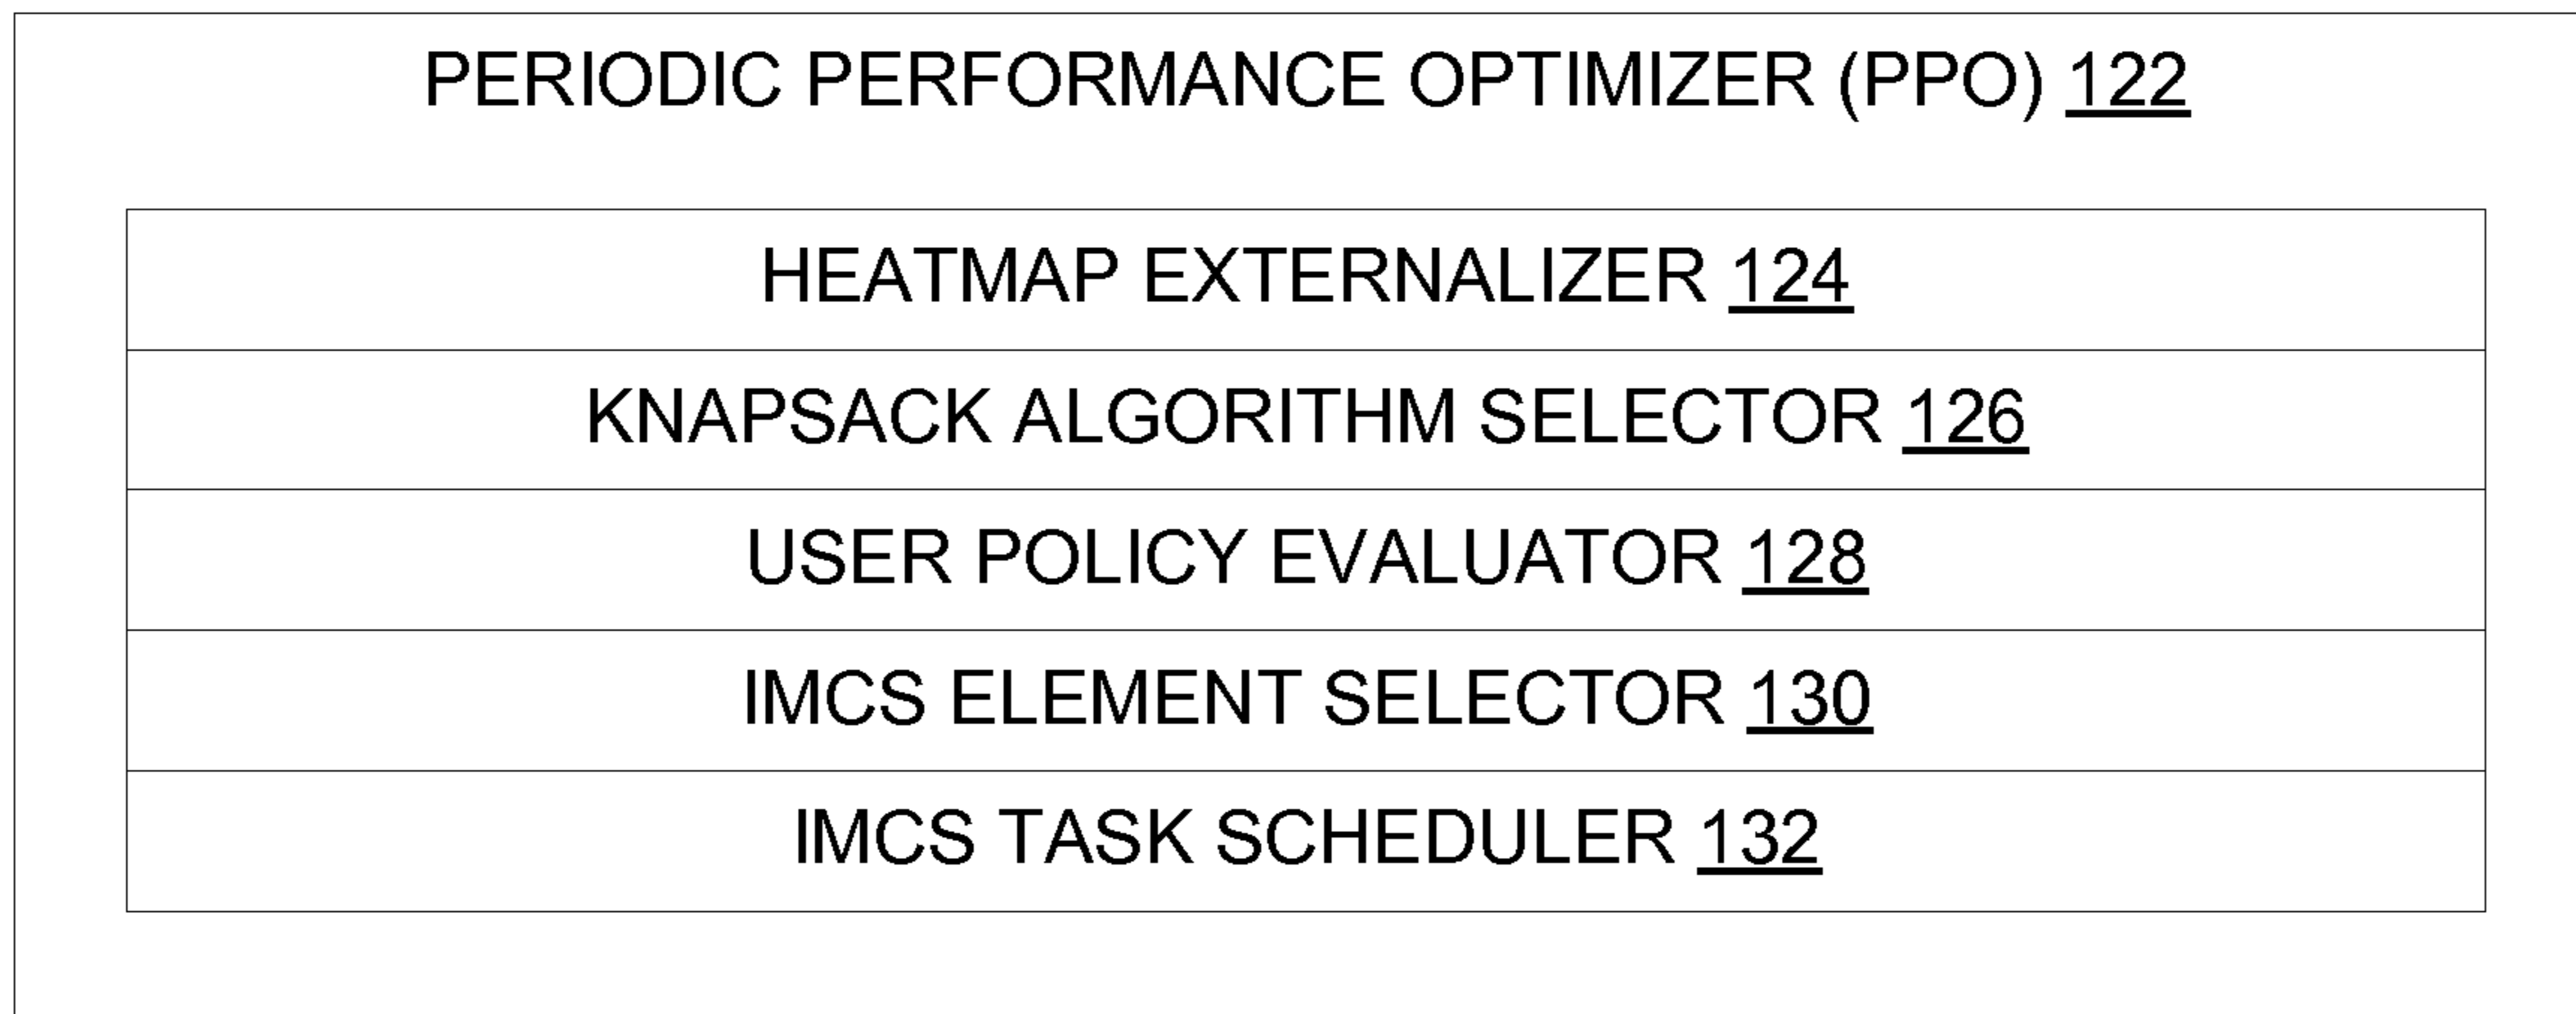 PERIODIC PERFORMANCE OPTIMIZER (PPO) 122
HEATMAP EXTERNALIZER 124
KNAPSACK ALGORITHM SELECTOR 126
USER POLICY EVALUATOR 128
IMCS ELEMENT SELECTOR 130
IMCS TASK SCHEDULER 132